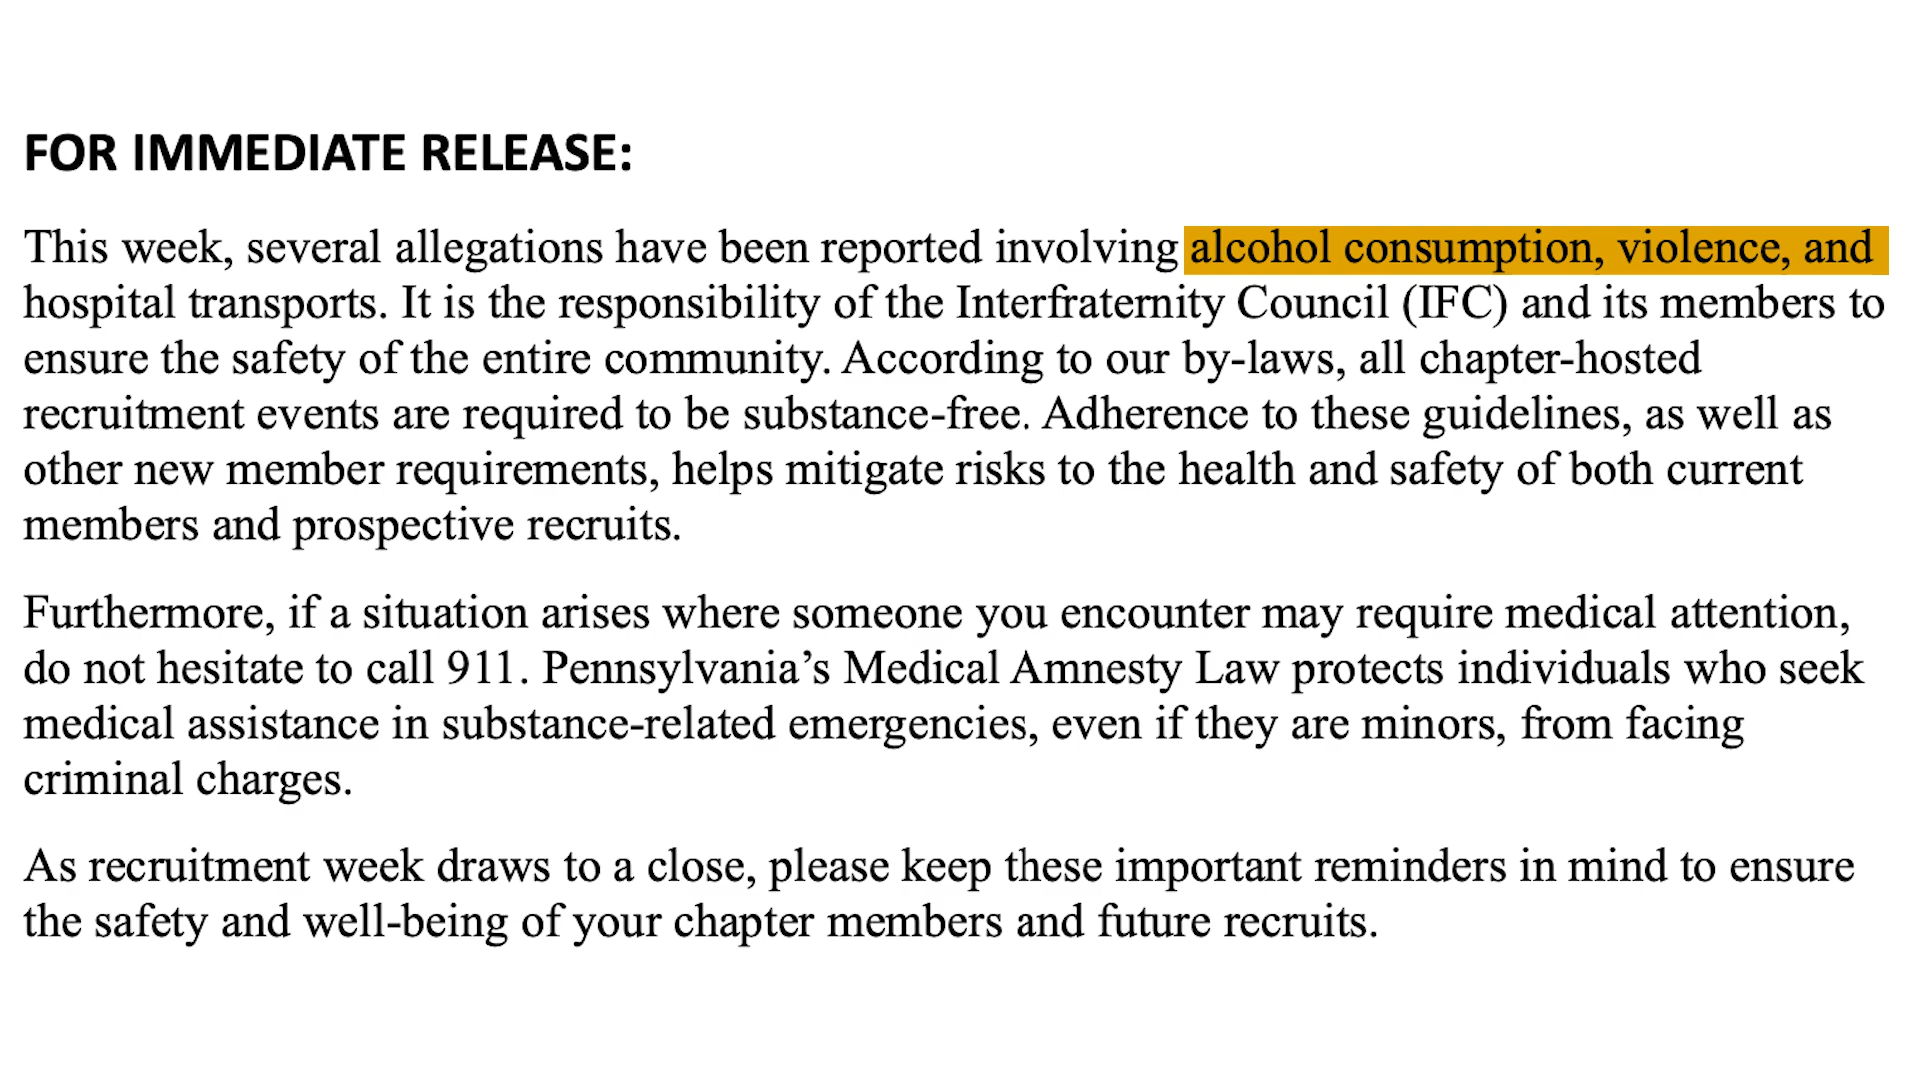 FOR IMMEDIATE RELEASE:
This week, several allegations have been reported involving alcohol consumption, violence, and
hospital transports. It is the responsibility of the Interfraternity Council (IFC) and its members to
ensure the safety of the entire community. According to our by-laws, all chapter-hosted
recruitment events are required to be substance-free. Adherence to these guidelines, as well as
other new member requirements, helps mitigate risks to the health and safety of both current
members and prospective recruits.
Furthermore, if a situation arises where someone you encounter may require medical attention,
do not hesitate to call 911. Pennsylvania’s Medical Amnesty Law protects individuals who seek
medical assistance in substance-related emergencies, even if they are minors, from facing
criminal charges.
As recruitment week draws to a close, please keep these important reminders in mind to ensure
the safety and well-being of your chapter members and future recruits.